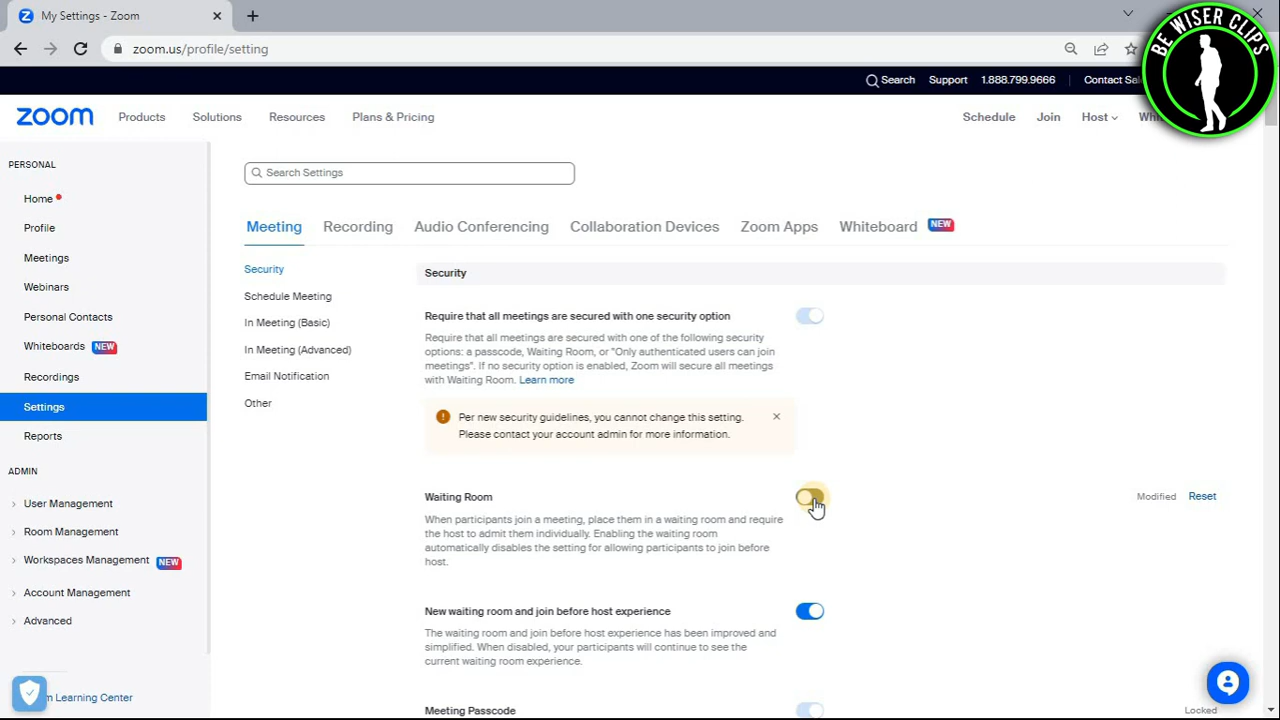 My Settings - Zoom
zoom.us/profile/setting
BE WISER CLIPS
Search
Support
1.888.799.9666
Contact Sal
zoom
Products
Solutions
Resources
Plans & Pricing
Schedule
Join
Host
Whi
PERSONAL
Home
Profile
Meetings
Webinars
Personal Contacts
Whiteboards NEW
Recordings
Settings
Reports
ADMIN
User Management
Room Management
Workspaces Management NEW
Account Management
Advanced
m Learning Center
Search Settings
Meeting
Recording
Audio Conferencing
Collaboration Devices
Zoom Apps
Whiteboard NEW
Security
Schedule Meeting
In Meeting (Basic)
In Meeting (Advanced)
Email Notification
Other
Security
Require that all meetings are secured with one security option
Require that all meetings are secured with one of the following security
options: a passcode, Waiting Room, or "Only authenticated users can join
meetings". If no security option is enabled, Zoom will secure all meetings
with Waiting Room. Learn more
Per new security guidelines, you cannot change this setting.
Please contact your account admin for more information.
Waiting Room
Modified
Reset
When participants join a meeting, place them in a waiting room and require
the host to admit them individually. Enabling the waiting room
automatically disables the setting for allowing participants to join before
host.
New waiting room and join before host experience
The waiting room and join before host experience has been improved and
simplified. When disabled, your participants will continue to see the
current waiting room experience.
Meeting Passcode
Locked